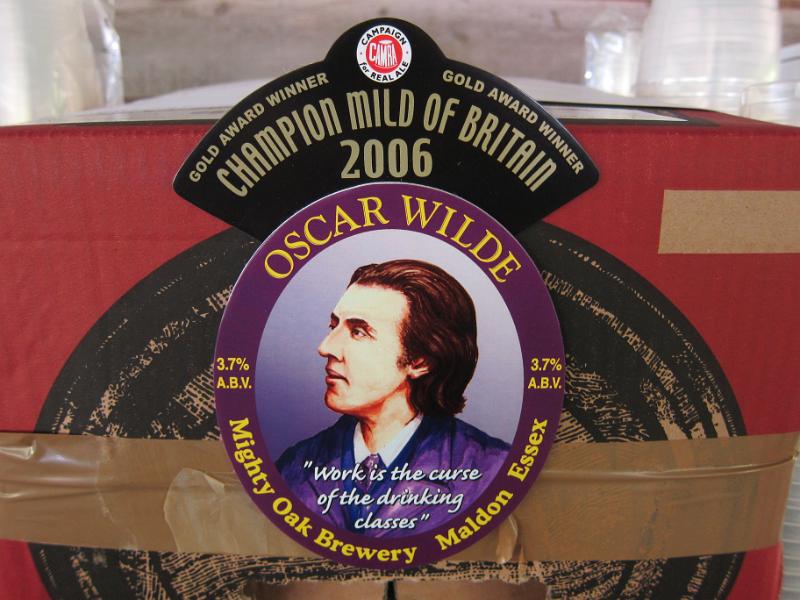 CAMPAIGN
CAMRA
for REAL ALE
GOLD AWARD WINNER
GOLD AWARD WINNER
CHAMPION MILD OF BRITAIN
2006
OSCAR WILDE
3.7%
A.B.V.
3.7%
A.B.V.
"Work is the curse
of the drinking
classes"
Mighty Oak Brewery Maldon Essex